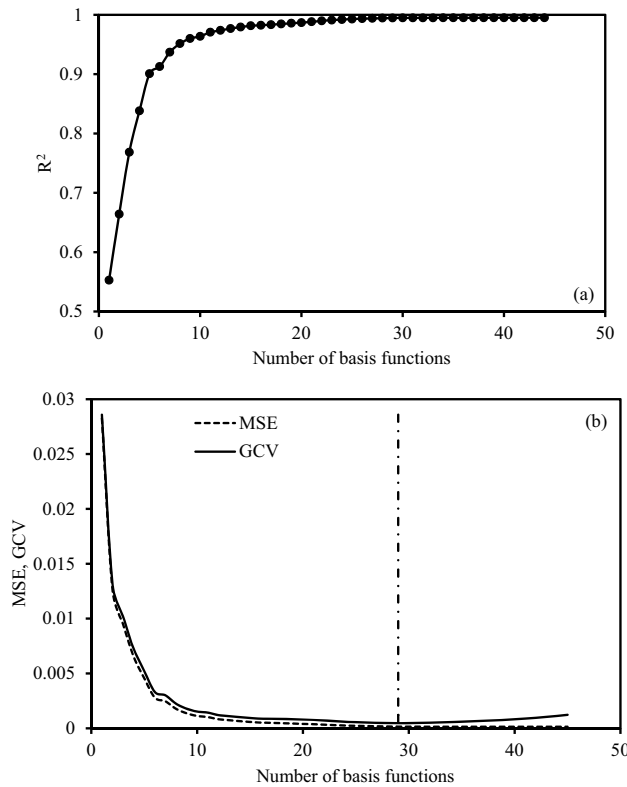 1
0.9
0.8
0.7
0.6
0.5
R²
(a)
0 10 20 30 40 50
Number of basis functions
0.03
0.025
0.02
0.015
0.01
0.005
0
MSE, GCV
MSE
GCV
(b)
0 10 20 30 40 50
Number of basis functions